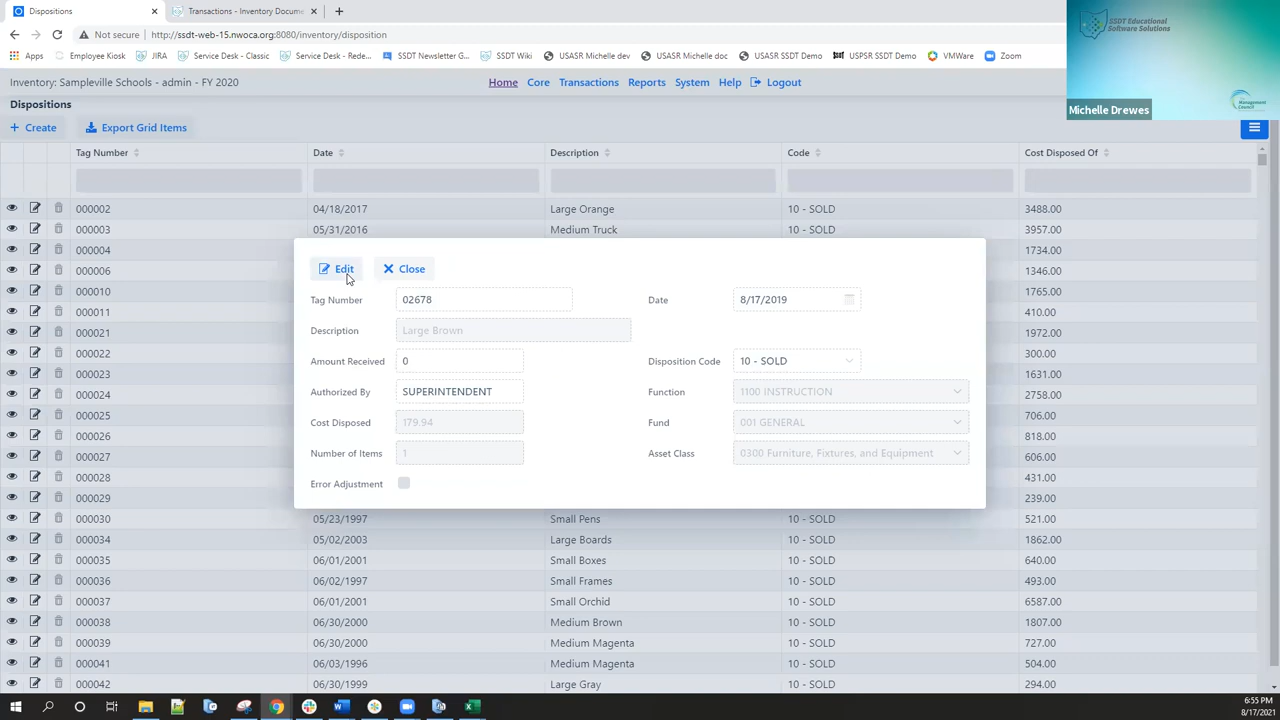 Dispositions
Transactions - Inventory Docume
Not secure | http://ssdt-web-15.nwoca.org:8080/inventory/disposition
Apps Employee Kiosk JIRA Service Desk - Classic Service Desk - Rede... SSDT Newsletter G... SSDT Wiki USASR Michelle dev USASR Michelle doc USASR SSDT Demo USPSR SSDT Demo VMWare Zoom
SSDT Educational
Software Solutions
Management
Council
Michelle Drewes
Inventory: Sampleville Schools - admin - FY 2020 Home Core Transactions Reports System Help Logout
Dispositions
Create Export Grid Items
Tag Number Date Description Code Cost Disposed Of
000002 04/18/2017 Large Orange 10 - SOLD 3488.00
000003 05/31/2016 Medium Truck 10 - SOLD 3957.00
000004 1734.00
000006 1346.00
000010 1765.00
000011 410.00
000021 1972.00
000022 300.00
000023 1631.00
000024 2758.00
000025 706.00
000026 818.00
000027 606.00
000028 431.00
000029 239.00
Edit Close
Tag Number 02678 Date 8/17/2019
Description Large Brown
Amount Received 0 Disposition Code 10 - SOLD
Authorized By SUPERINTENDENT Function 1100 INSTRUCTION
Cost Disposed 179.94 Fund 001 GENERAL
Number of Items 1 Asset Class 0300 Furniture, Fixtures, and Equipment
Error Adjustment
000030 05/23/1997 Small Pens 10 - SOLD 521.00
000034 05/02/2003 Large Boards 10 - SOLD 1862.00
000035 06/01/2001 Small Boxes 10 - SOLD 640.00
000036 06/02/1997 Small Frames 10 - SOLD 493.00
000037 06/01/2001 Small Orchid 10 - SOLD 6587.00
000038 06/30/2000 Medium Brown 10 - SOLD 1807.00
000039 06/30/2000 Medium Magenta 10 - SOLD 727.00
000041 06/03/1996 Medium Magenta 10 - SOLD 504.00
000042 06/30/1999 Large Gray 10 - SOLD 294.00
6:55 PM
8/17/2021